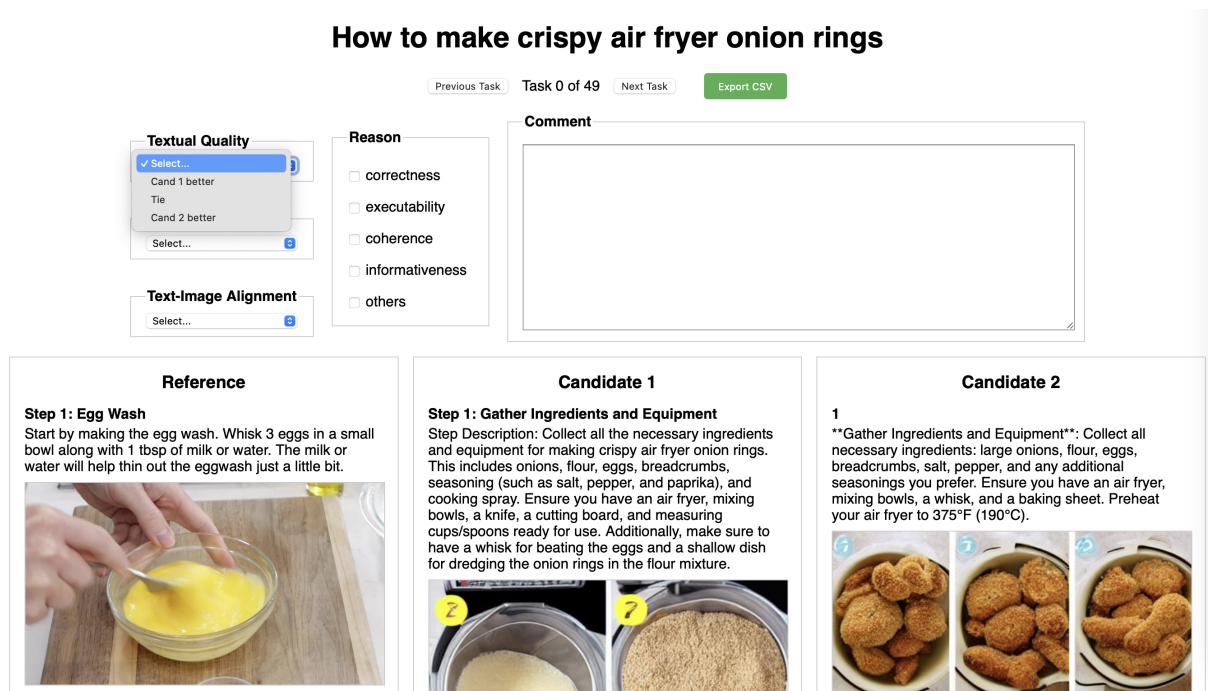 How to make crispy air fryer onion rings
Previous Task Task 0 of 49 Next Task Export CSV
Textual Quality
✓ Select...
Cand 1 better
Tie
Cand 2 better
Select...
Text-Image Alignment
Select...
Reason
correctness
executability
coherence
informativeness
others
Comment
Reference
Step 1: Egg Wash
Start by making the egg wash. Whisk 3 eggs in a small
bowl along with 1 tbsp of milk or water. The milk or
water will help thin out the eggwash just a little bit.
Candidate 1
Step 1: Gather Ingredients and Equipment
Step Description: Collect all the necessary ingredients
and equipment for making crispy air fryer onion rings.
This includes onions, flour, eggs, breadcrumbs,
seasoning (such as salt, pepper, and paprika), and
cooking spray. Ensure you have an air fryer, mixing
bowls, a knife, a cutting board, and measuring
cups/spoons ready for use. Additionally, make sure to
have a whisk for beating the eggs and a shallow dish
for dredging the onion rings in the flour mixture.
Candidate 2
1
**Gather Ingredients and Equipment**: Collect all
necessary ingredients: large onions, flour, eggs,
breadcrumbs, salt, pepper, and any additional
seasonings you prefer. Ensure you have an air fryer,
mixing bowls, a whisk, and a baking sheet. Preheat
your air fryer to 375°F (190°C).